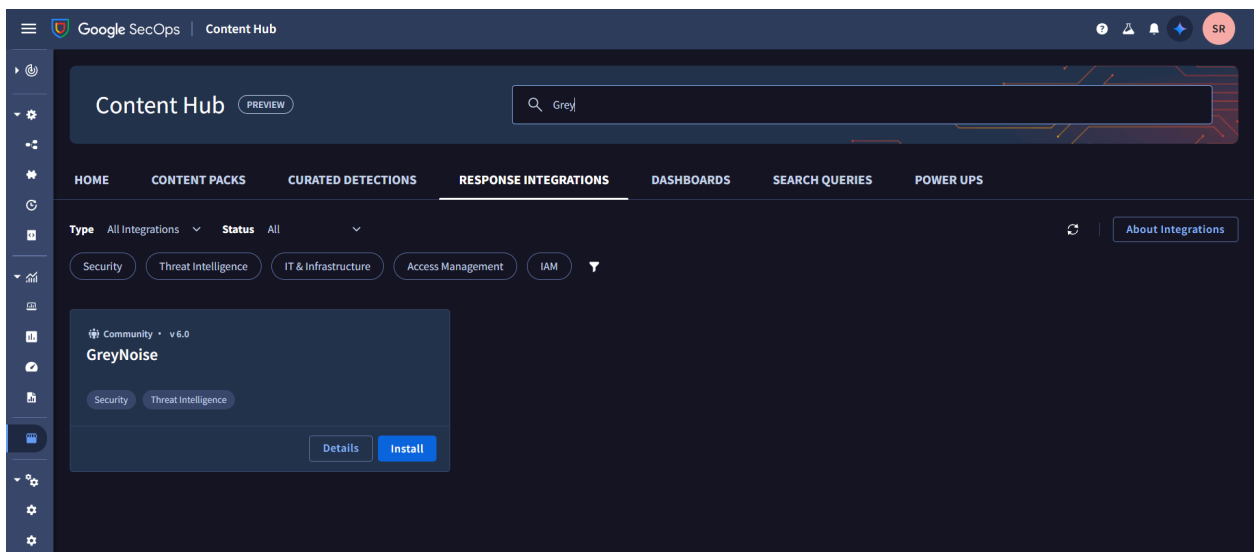 Google SecOps | Content Hub
SR
Content Hub PREVIEW
Grey
HOME CONTENT PACKS CURATED DETECTIONS RESPONSE INTEGRATIONS DASHBOARDS SEARCH QUERIES POWER UPS
Type All Integrations Status All About Integrations
Security Threat Intelligence IT & Infrastructure Access Management IAM
Community • v 6.0
GreyNoise
Security Threat Intelligence
Details Install